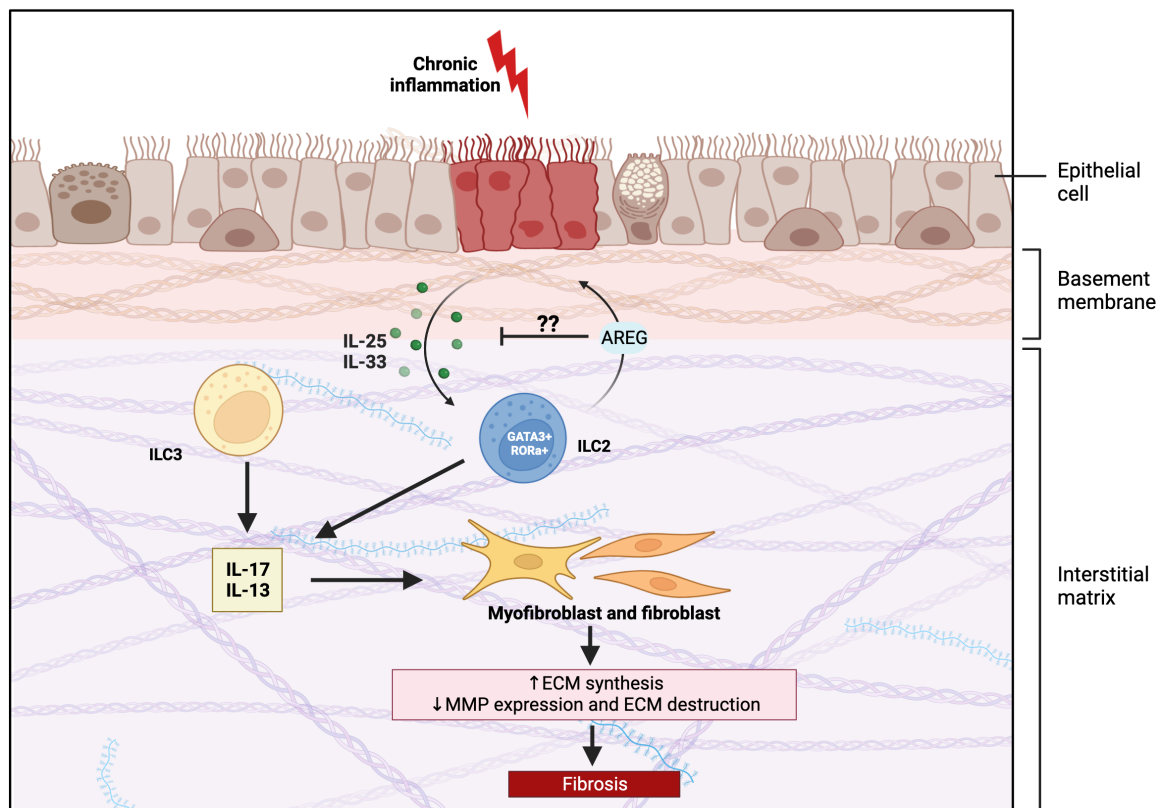 Chronic
inflammation
Epithelial
cell
Basement
membrane
??
AREG
IL-25
IL-33
GATA3+
RORa+
ILC2
ILC3
IL-17
IL-13
Myofibroblast and fibroblast
Interstitial
matrix
↑ECM synthesis
↓MMP expression and ECM destruction
Fibrosis